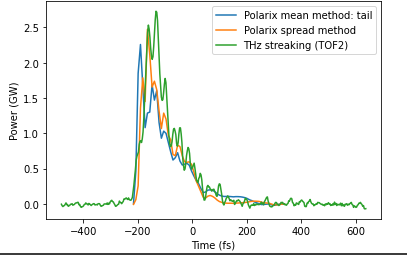 Polarix mean method: tail
Polarix spread method
THz streaking (TOF2)
Power (GW)
2.5
2.0
1.5
1.0
0.5
0.0
−400 −200 0 200 400 600
Time (fs)